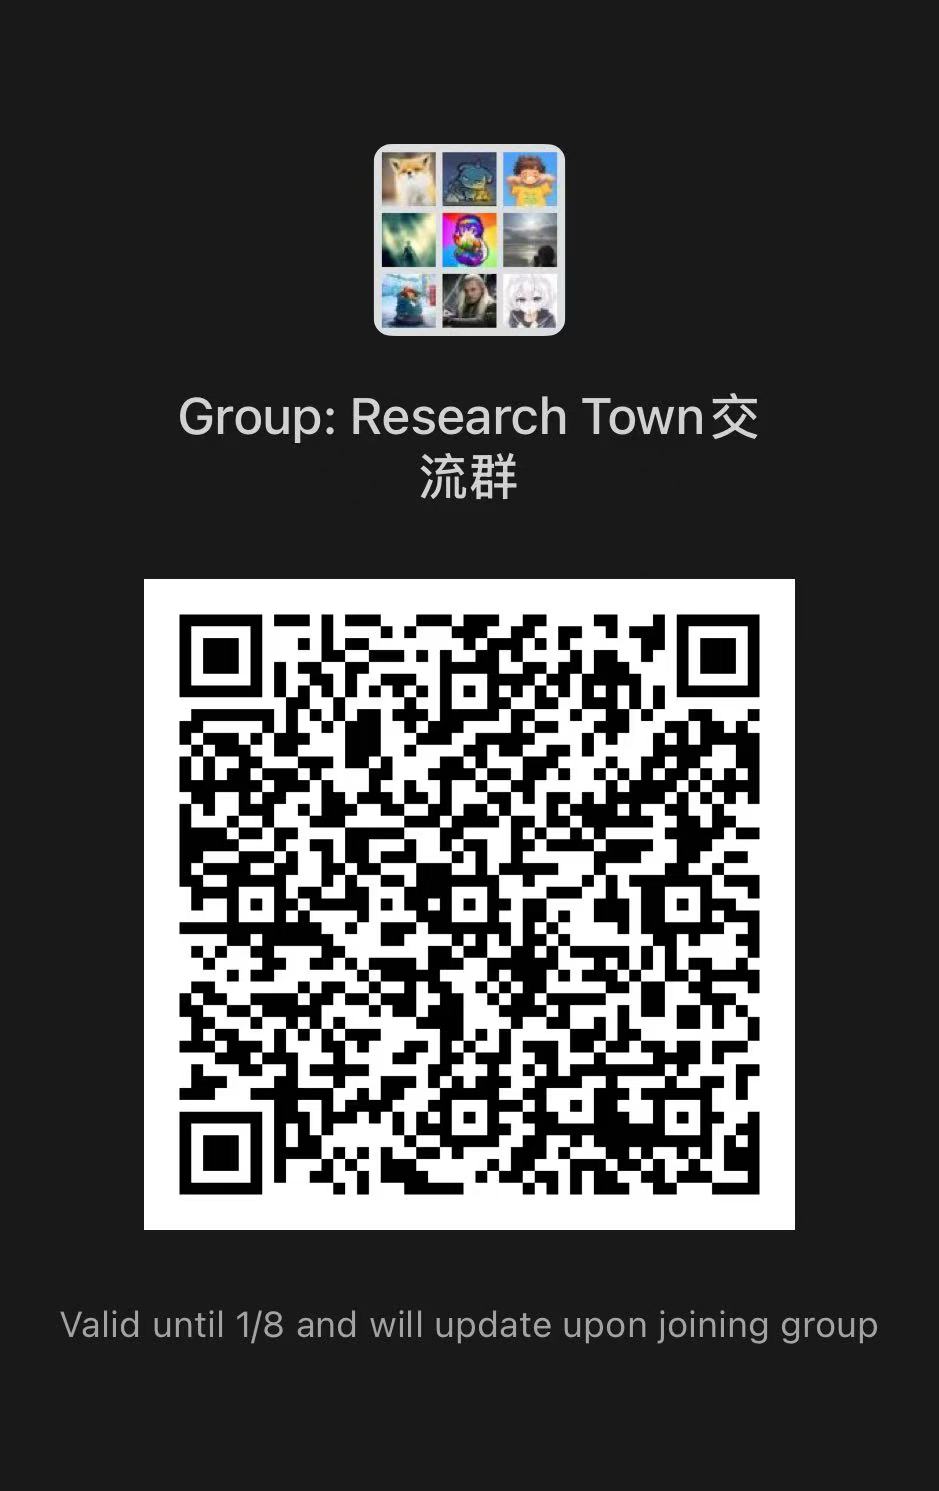 Group: Research Town交
流群
Valid until 1/8 and will update upon joining group